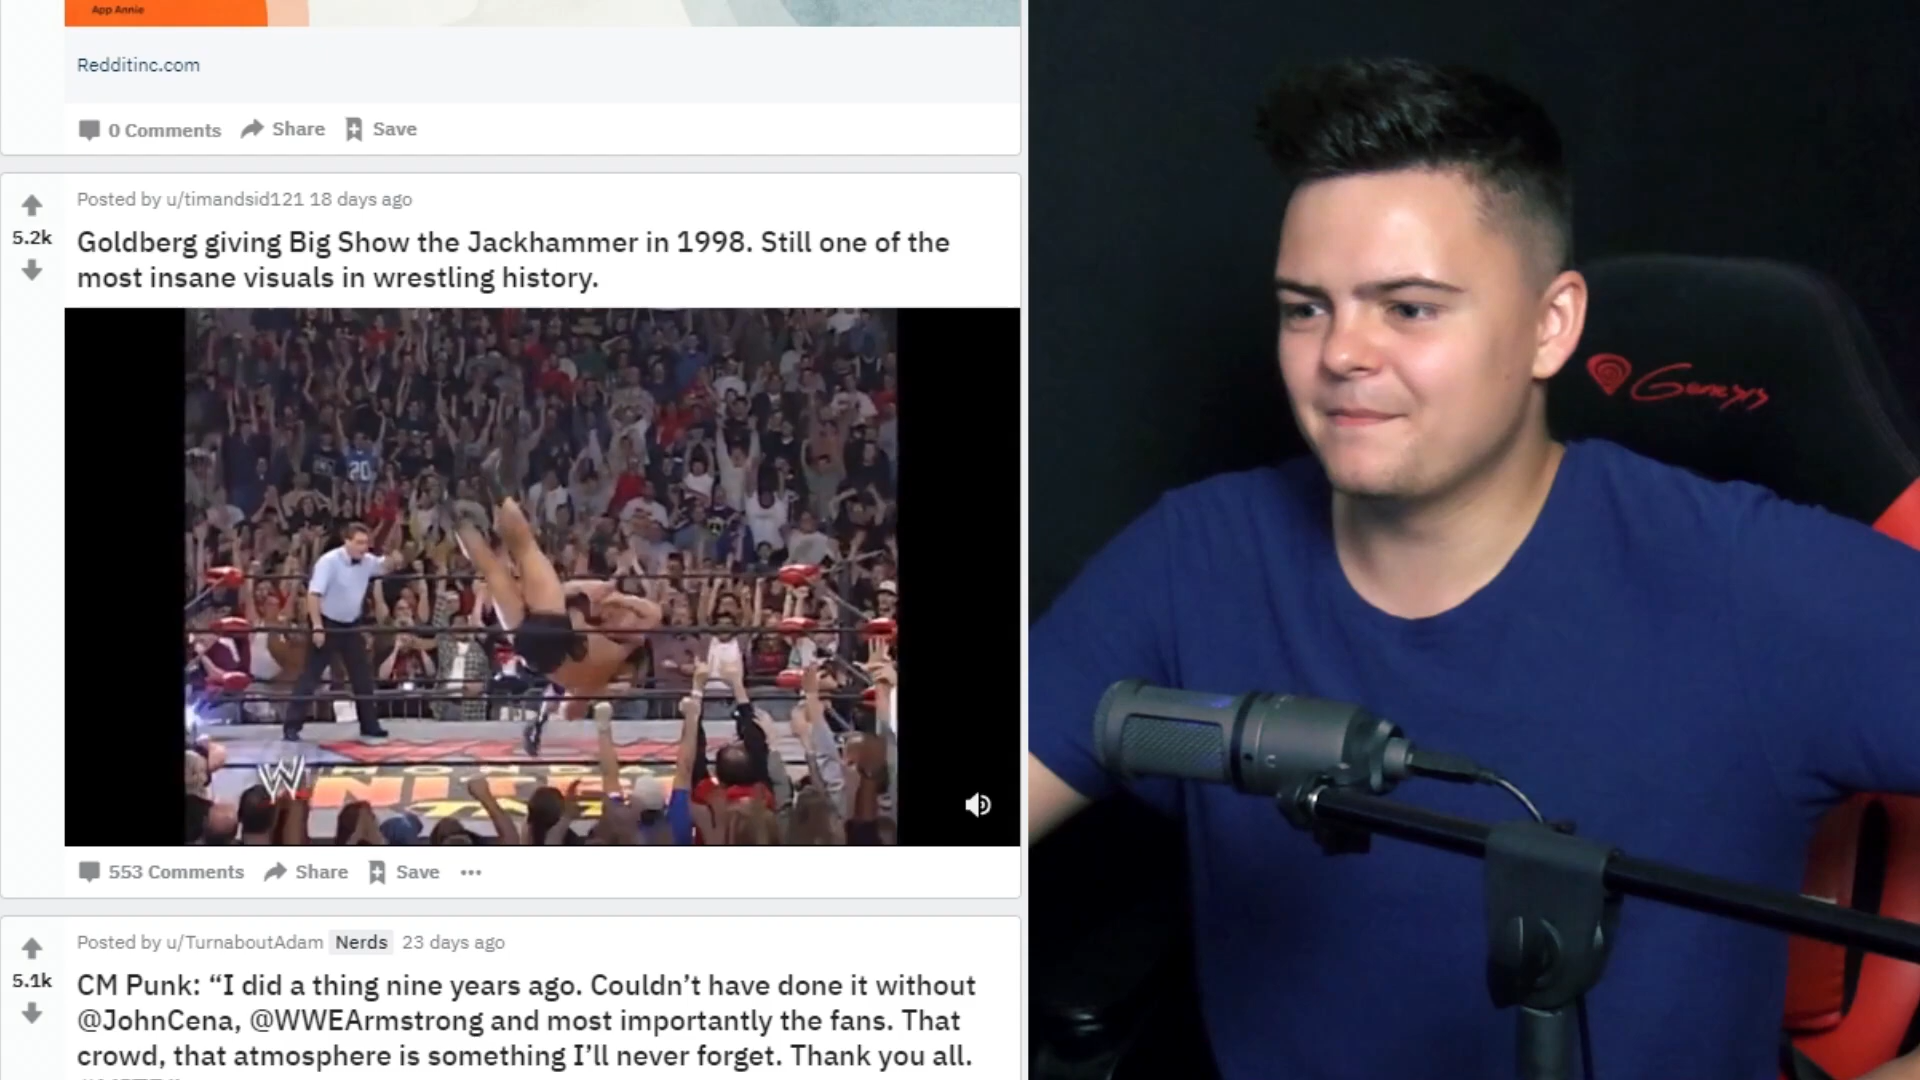 App Annie
Redditinc.com
0 Comments Share Save
Posted by u/timandsid121 18 days ago
5.2k
Goldberg giving Big Show the Jackhammer in 1998. Still one of the
most insane visuals in wrestling history.
20
W
NITRO
553 Comments Share Save
Posted by u/TurnaboutAdam Nerds 23 days ago
5.1k
CM Punk: “I did a thing nine years ago. Couldn’t have done it without
@JohnCena, @WWEArmstrong and most importantly the fans. That
crowd, that atmosphere is something I’ll never forget. Thank you all.
Genesis